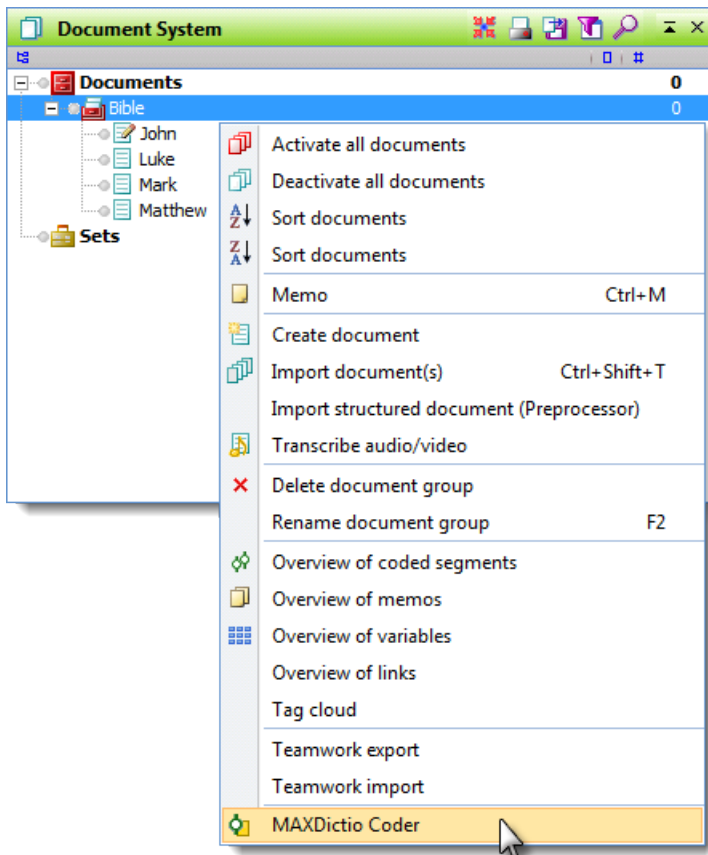 Document System
Documents 0
Bible 0
John
Luke
Mark
Matthew
Sets
Activate all documents
Deactivate all documents
Sort documents
Sort documents
Memo Ctrl+M
Create document
Import document(s) Ctrl+Shift+T
Import structured document (Preprocessor)
Transcribe audio/video
Delete document group
Rename document group F2
Overview of coded segments
Overview of memos
Overview of variables
Overview of links
Tag cloud
Teamwork export
Teamwork import
MAXDictio Coder